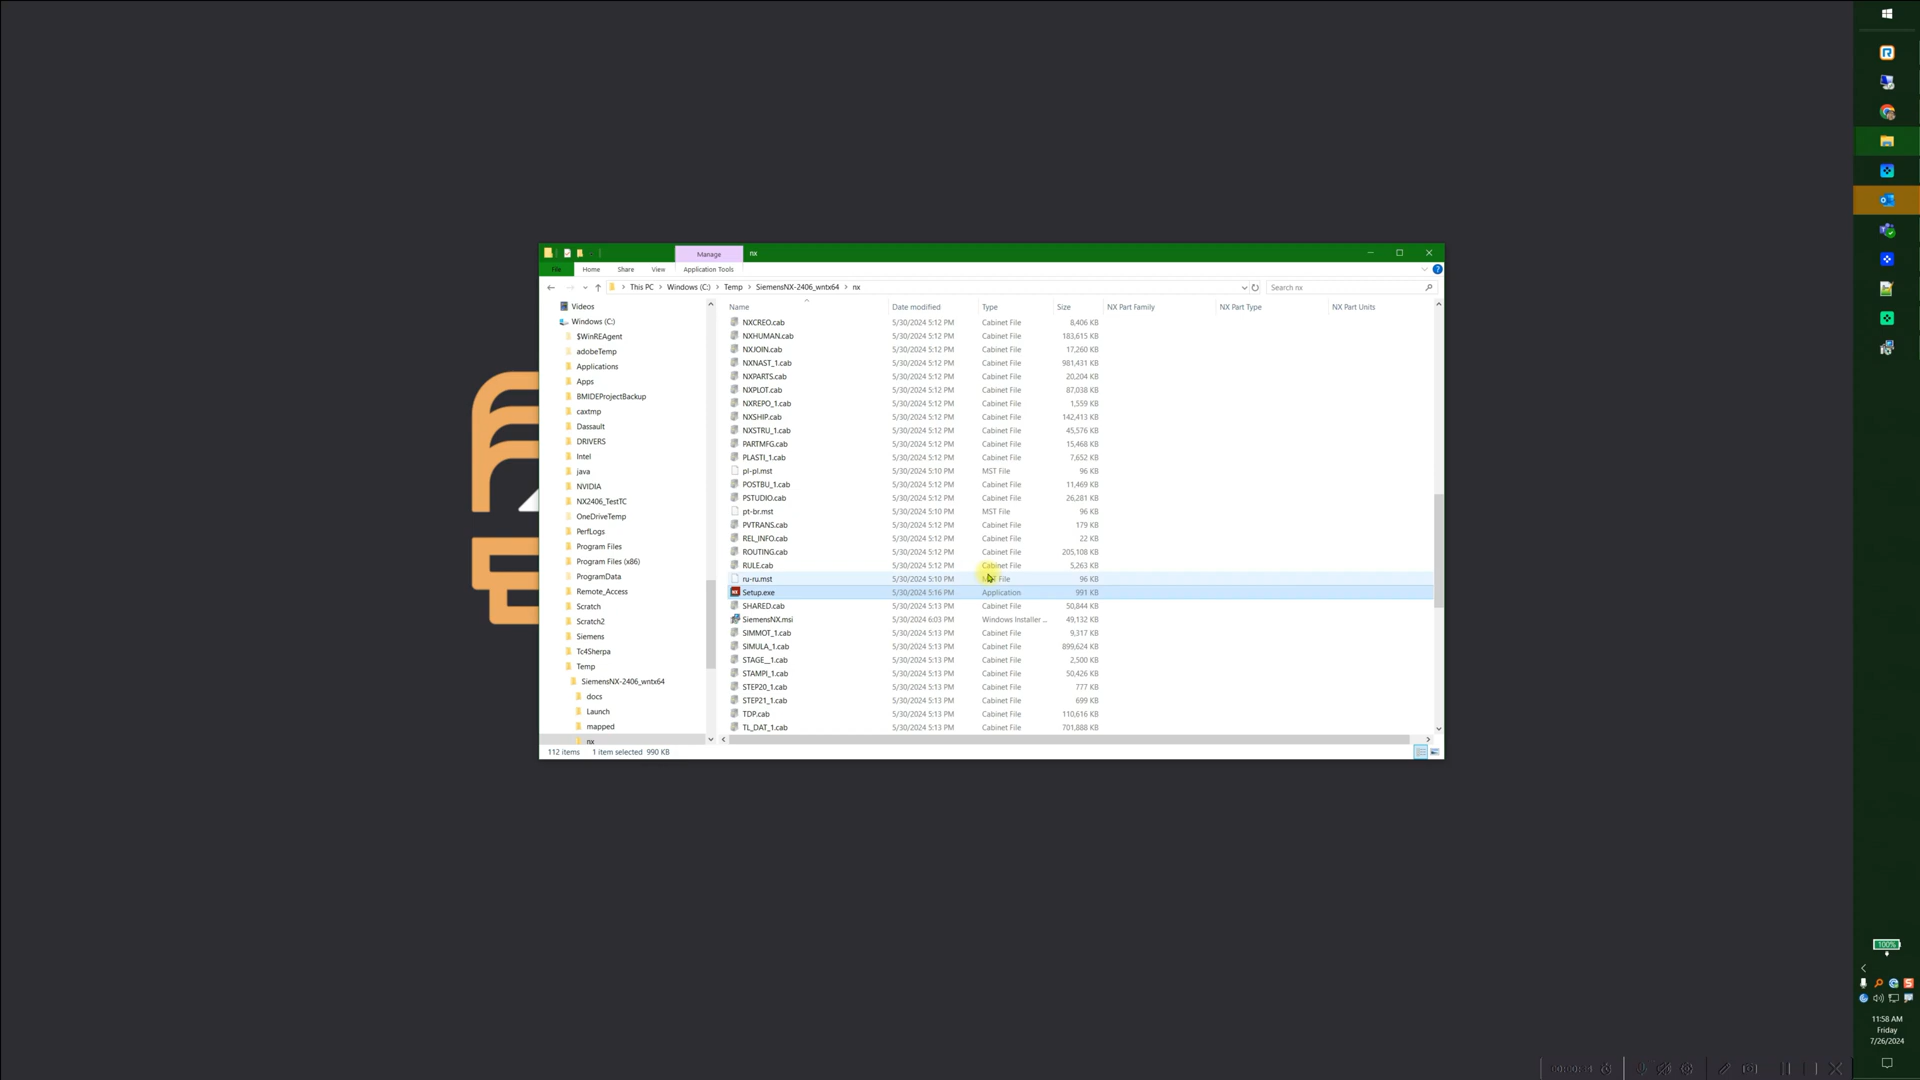 Manage nx
File Home Share View Application Tools
This PC > Windows (C:) > Temp > SiemensNX-2406_wntx64 > nx
Search nx
Videos
Windows (C:)
$WinREAgent
adobeTemp
Applications
Apps
BMIDEProjectBackup
caxtmp
Dassault
DRIVERS
Intel
java
NVIDIA
NX2406_TestTC
OneDriveTemp
PerfLogs
Program Files
Program Files (x86)
ProgramData
Remote_Access
Scratch
Scratch2
Siemens
Tc4Sherpa
Temp
SiemensNX-2406_wntx64
docs
Launch
mapped
nx
Name Date modified Type Size NX Part Family NX Part Type NX Part Units
NXCREO.cab 5/30/2024 5:12 PM Cabinet File 8,406 KB
NXHUMAN.cab 5/30/2024 5:12 PM Cabinet File 183,615 KB
NXJOIN.cab 5/30/2024 5:12 PM Cabinet File 17,260 KB
NXNAST_1.cab 5/30/2024 5:12 PM Cabinet File 981,431 KB
NXPARTS.cab 5/30/2024 5:12 PM Cabinet File 20,204 KB
NXPLOT.cab 5/30/2024 5:12 PM Cabinet File 87,038 KB
NXREPO_1.cab 5/30/2024 5:12 PM Cabinet File 1,559 KB
NXSHIP.cab 5/30/2024 5:12 PM Cabinet File 142,413 KB
NXSTRU_1.cab 5/30/2024 5:12 PM Cabinet File 45,576 KB
PARTMFG.cab 5/30/2024 5:12 PM Cabinet File 15,468 KB
PLASTI_1.cab 5/30/2024 5:12 PM Cabinet File 7,652 KB
pl-pl.mst 5/30/2024 5:10 PM MST File 96 KB
POSTBU_1.cab 5/30/2024 5:12 PM Cabinet File 11,469 KB
PSTUDIO.cab 5/30/2024 5:12 PM Cabinet File 26,281 KB
pt-br.mst 5/30/2024 5:10 PM MST File 96 KB
PVTRANS.cab 5/30/2024 5:12 PM Cabinet File 179 KB
REL_INFO.cab 5/30/2024 5:12 PM Cabinet File 22 KB
ROUTING.cab 5/30/2024 5:12 PM Cabinet File 205,108 KB
RULE.cab 5/30/2024 5:12 PM Cabinet File 5,263 KB
ru-ru.mst 5/30/2024 5:10 PM File 96 KB
Setup.exe 5/30/2024 5:16 PM Application 991 KB
SHARED.cab 5/30/2024 5:13 PM Cabinet File 50,844 KB
SiemensNX.msi 5/30/2024 6:03 PM Windows Installer ... 49,132 KB
SIMMOT_1.cab 5/30/2024 5:13 PM Cabinet File 9,317 KB
SIMULA_1.cab 5/30/2024 5:13 PM Cabinet File 899,624 KB
STAGE__1.cab 5/30/2024 5:13 PM Cabinet File 2,500 KB
STAMPI_1.cab 5/30/2024 5:13 PM Cabinet File 50,426 KB
STEP20_1.cab 5/30/2024 5:13 PM Cabinet File 777 KB
STEP21_1.cab 5/30/2024 5:13 PM Cabinet File 699 KB
TDP.cab 5/30/2024 5:13 PM Cabinet File 110,616 KB
TL_DAT_1.cab 5/30/2024 5:13 PM Cabinet File 701,888 KB
112 items 1 item selected 990 KB
100%
11:58 AM
Friday
7/26/2024